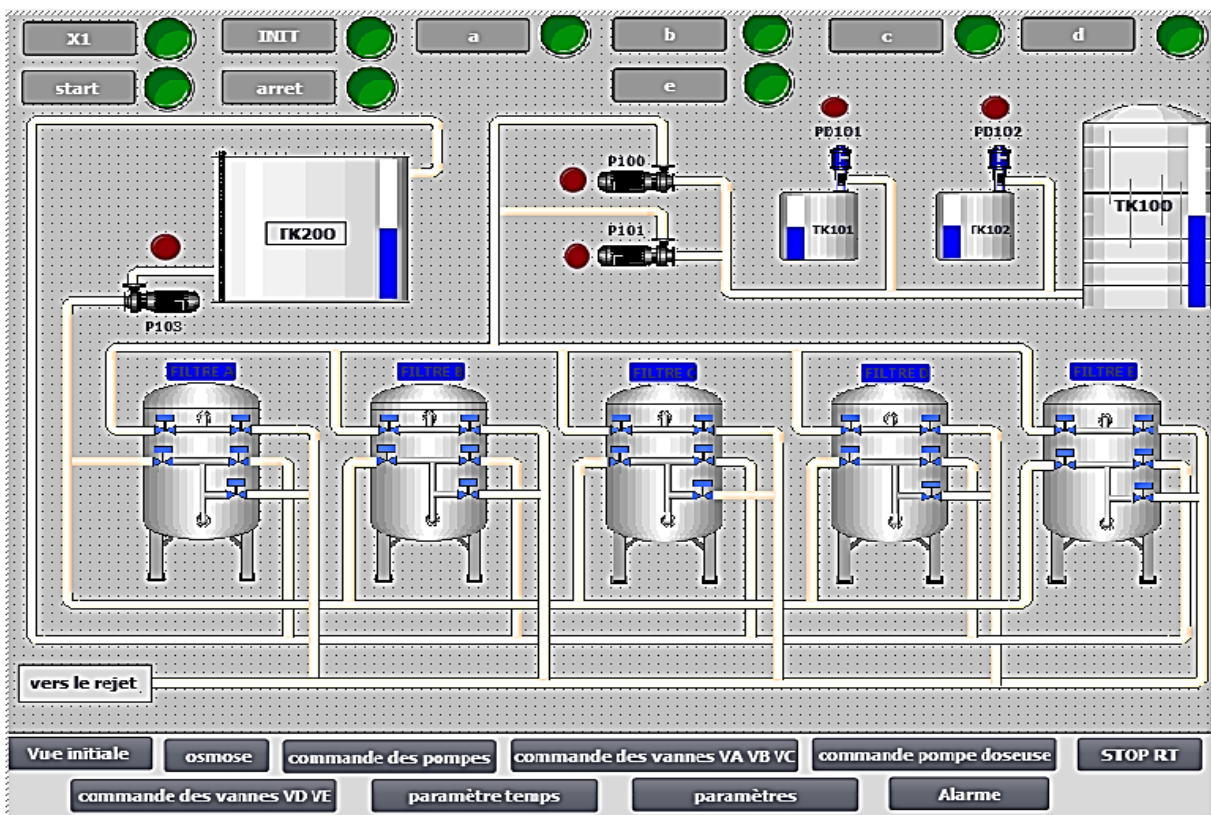 X1 INIT a b c d
start arret e
PD101 PD102
P100
TK100
TK200 P101 TK101 TK102
P103
FILTRE A FILTRE B FILTRE C FILTRE D FILTRE E
vers le rejet
Vue initiale osmose commande des pompes commande des vannes VA VB VC commande pompe doseuse STOP RT
commande des vannes VD VE paramètre temps paramètres Alarme